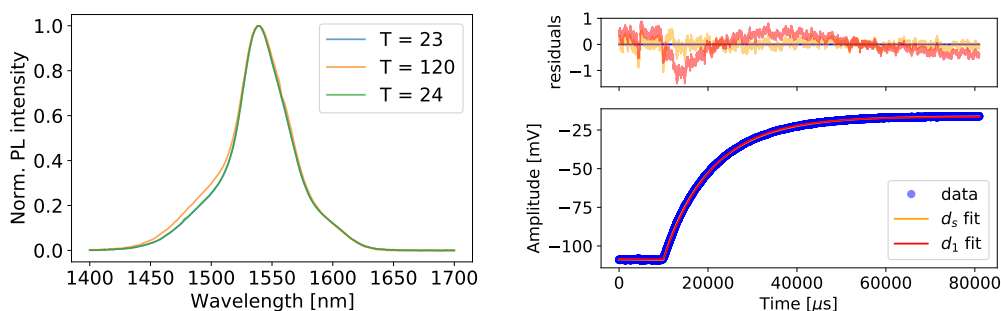 Norm. PL intensity
1.0
0.8
0.6
0.4
0.2
0.0
T = 23
T = 120
T = 24
1400 1450 1500 1550 1600 1650 1700
Wavelength [nm]
residuals
1
0
−1
Amplitude [mV]
−25
−50
−75
−100
data
d_s fit
d_1 fit
0 20000 40000 60000 80000
Time [μs]